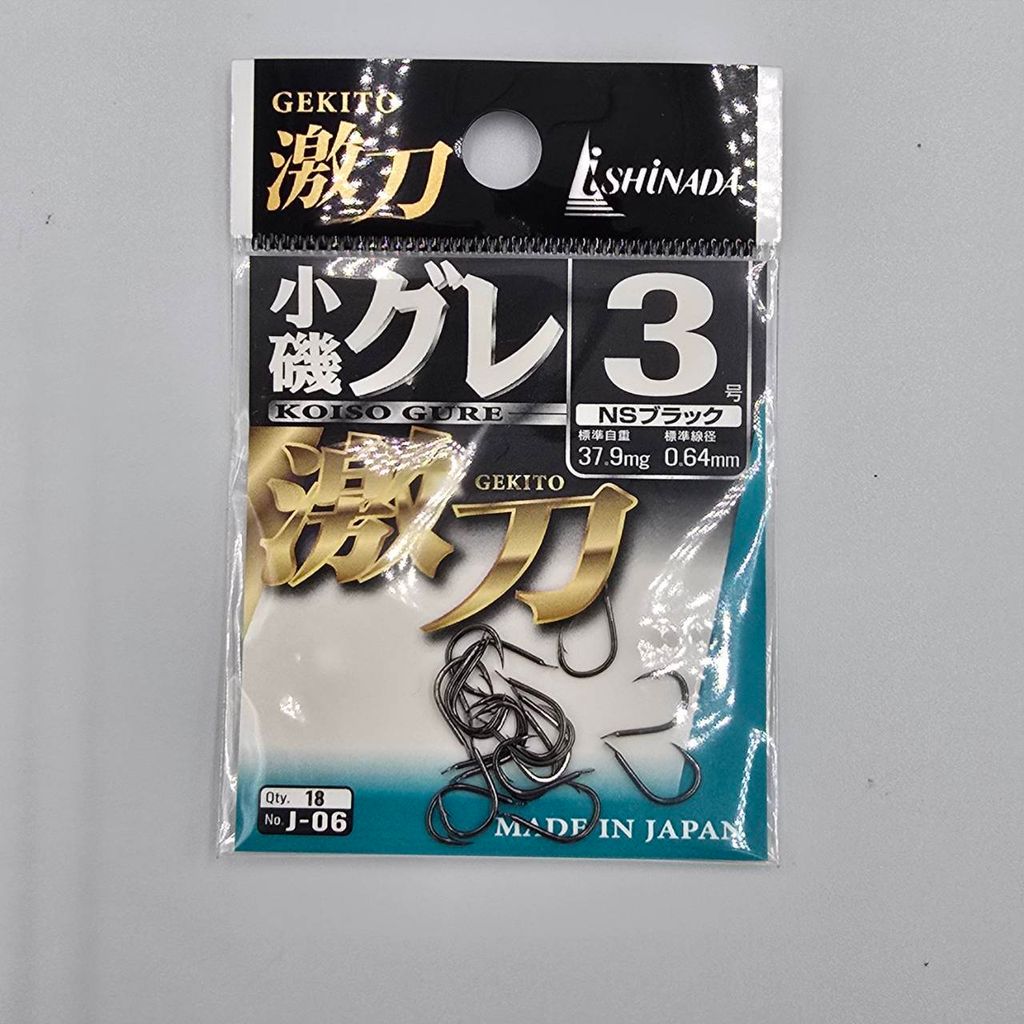 GEKITO
激刀
iSHiNADA
小磯グレ
KOISO GURE
3号
NSブラック
標準自重 標準線径
37.9mg 0.64mm
激刀
GEKITO
Qty. 18
No. J-06
MADE IN JAPAN